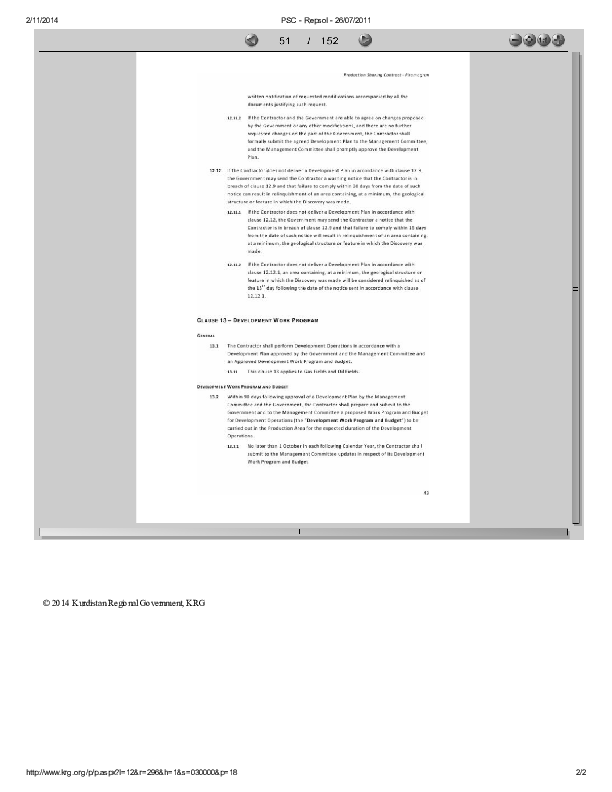 2/11/2014
PSC - Repsol - 26/07/2011
51 / 152
Production Sharing Contract -
written notification of requested modifications accompanied by all the
documents justifying such request.
12.11.2 If the Contractor and the Government are able to agree on changes proposed
by the Government or any other modifications, and there are no further
requested changes on the part of the Government, the Contractor shall
formally submit the agreed Development Plan to the Management Committee,
and the Management Committee shall promptly approve the Development
Plan.
12.12 If the Contractor does not deliver a Development Plan in accordance with clause 12.9,
the Government may send the Contractor a warning notice that the Contractor is in
breach of clause 12.9 and that failure to comply within 30 days from the date of such
notice can result in relinquishment of an area containing, at a minimum, the geological
structure or feature in which the Discovery was made.
12.12.1 If the Contractor does not deliver a Development Plan in accordance with
clause 12.12, the Government may send the Contractor a notice that the
Contractor is in breach of clause 12.9 and that failure to comply within 15 days
from the date of such notice will result in relinquishment of an area containing,
at a minimum, the geological structure or feature in which the Discovery was
made.
12.12.2 If the Contractor does not deliver a Development Plan in accordance with
clause 12.12.1, an area containing, at a minimum, the geological structure or
feature in which the Discovery was made will be considered relinquished as of
the 15th day following the date of the notice sent in accordance with clause
12.12.1.
CLAUSE 13 – DEVELOPMENT WORK PROGRAM
GENERAL
13.1 The Contractor shall perform Development Operations in accordance with a
Development Plan approved by the Government and the Management Committee and
an Approved Development Work Program and Budget.
13.1.1 This clause 13 applies to Gas Fields and Oil Fields.
DEVELOPMENT WORK PROGRAM AND BUDGET
13.2 Within 90 days following approval of a Development Plan by the Management
Committee and the Government, the Contractor shall prepare and submit to the
Government and to the Management Committee a proposed Work Program and Budget
for Development Operations (the "Development Work Program and Budget") to be
carried out in the Production Area for the expected duration of the Development
Operations.
13.2.1 No later than 1 October in each following Calendar Year, the Contractor shall
submit to the Management Committee updates in respect of its Development
Work Program and Budget.
43
© 2014 Kurdistan Regional Government, KRG
http://www.krg.org/p/p.aspx?l=12&r=296&h=1&s=030000&p=18
2/2